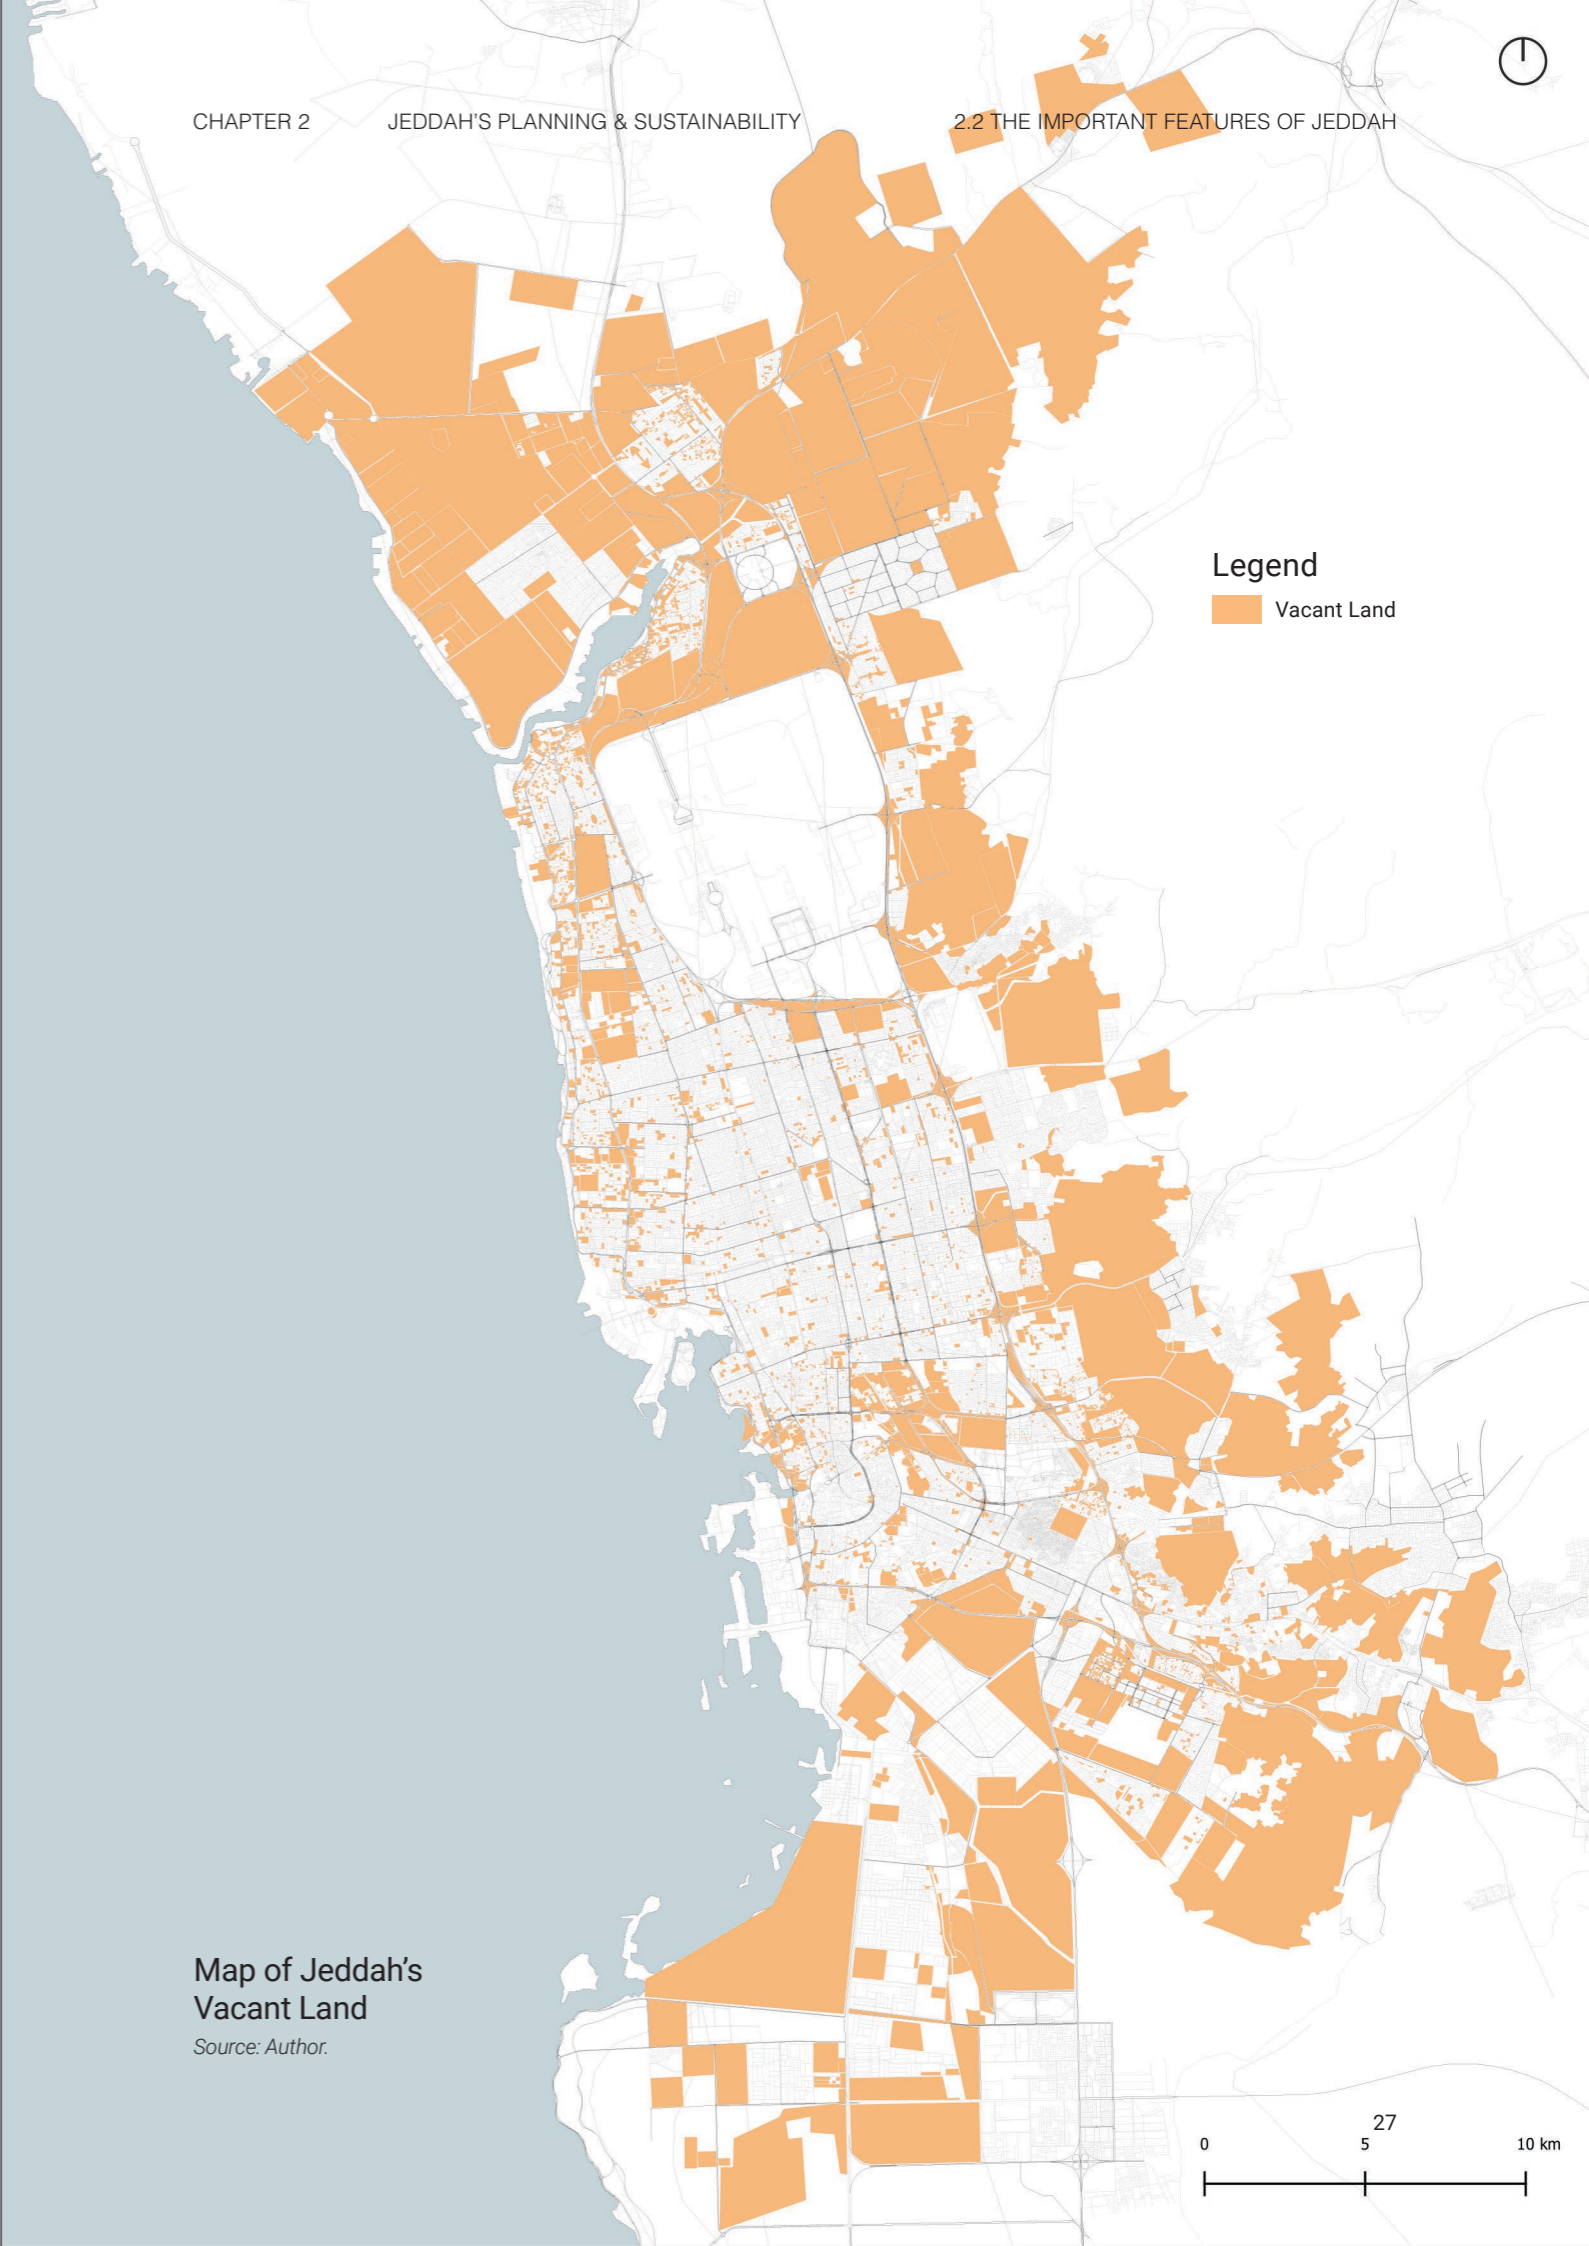 CHAPTER 2 JEDDAH'S PLANNING & SUSTAINABILITY 2.2 THE IMPORTANT FEATURES OF JEDDAH
Legend
Vacant Land
Map of Jeddah's
Vacant Land
Source: Author.
27
0 5 10 km